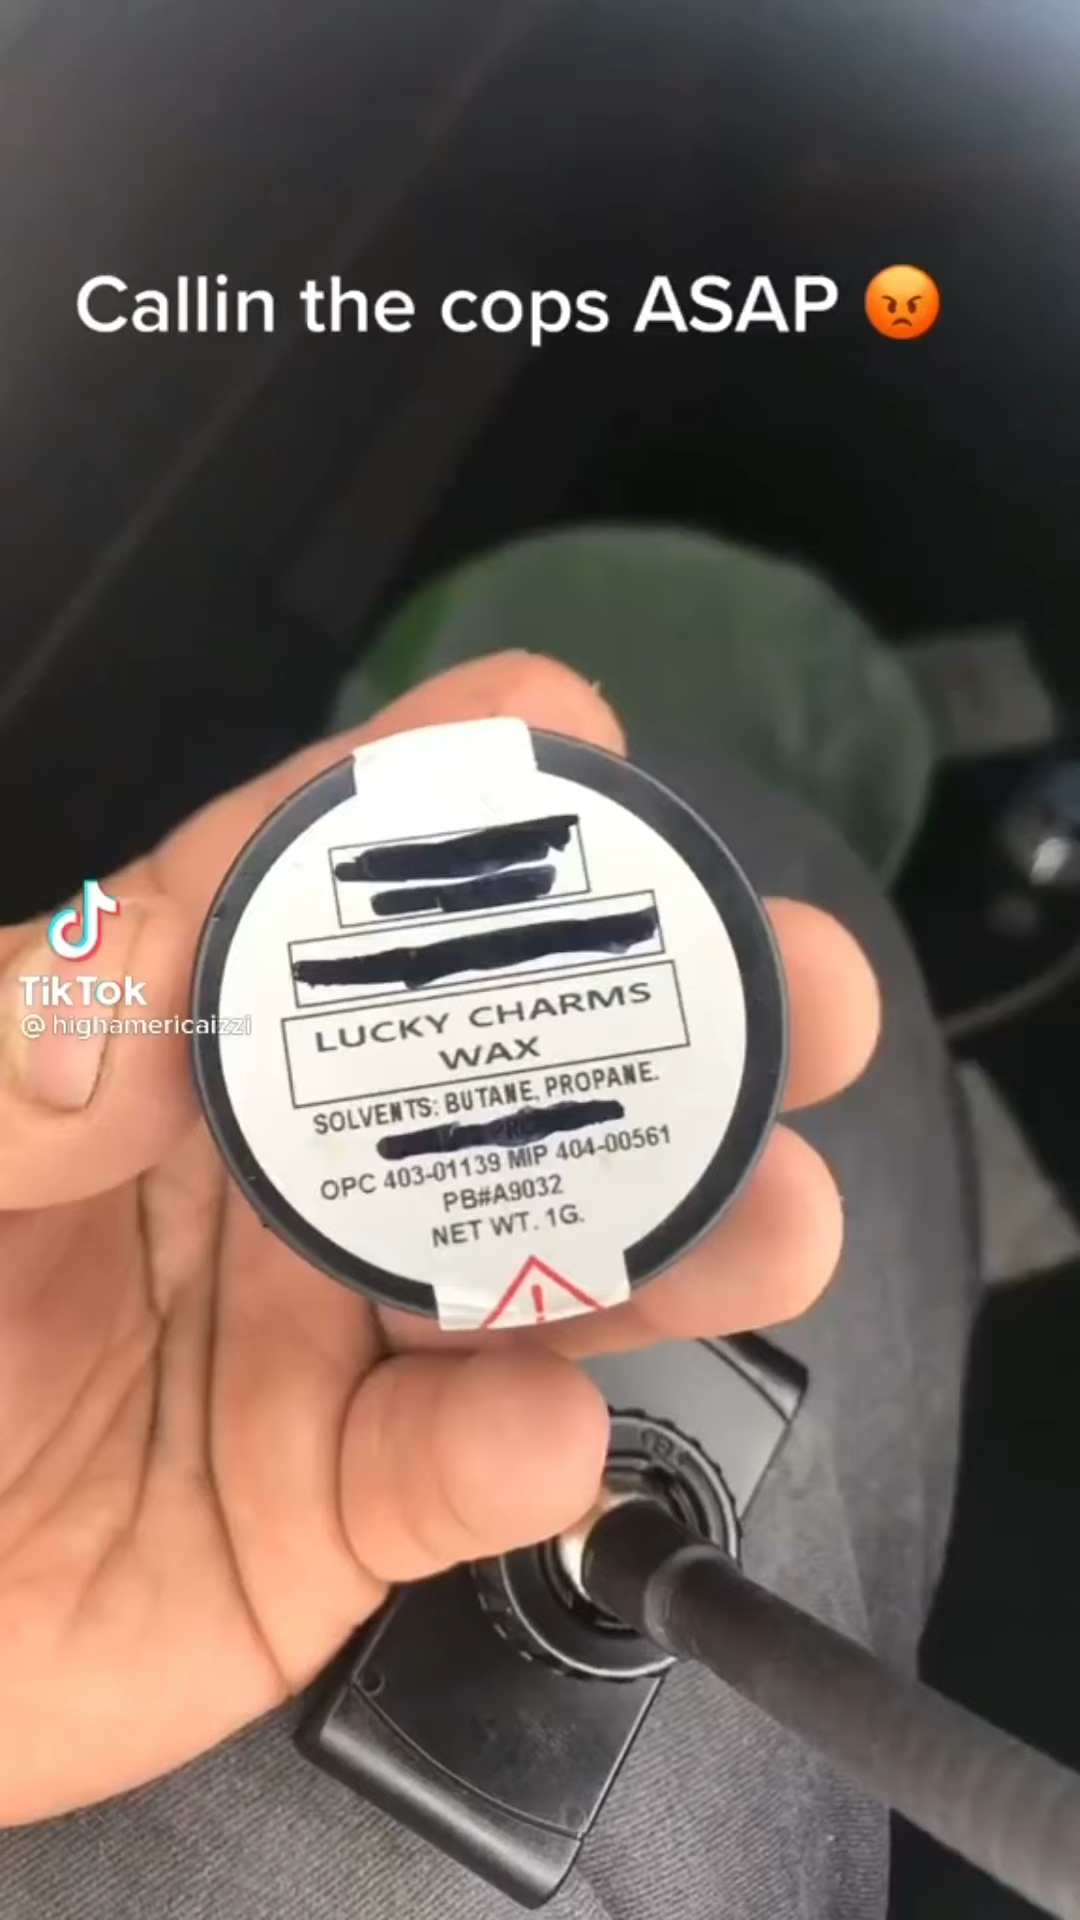 Callin the cops ASAP 😡
TikTok
@highamericaizzi
LUCKY CHARMS
WAX
SOLVENTS: BUTANE, PROPANE.
OPC 403-01139 MIP 404-00561
PB#A9032
NET WT. 1G.
!